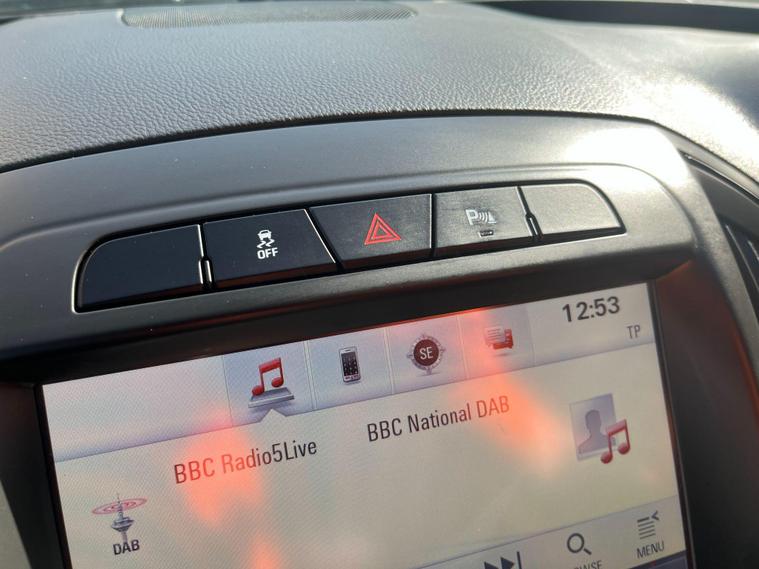 OFF
P
12:53
TP
SE
BBC Radio5Live
BBC National DAB
DAB
MENU